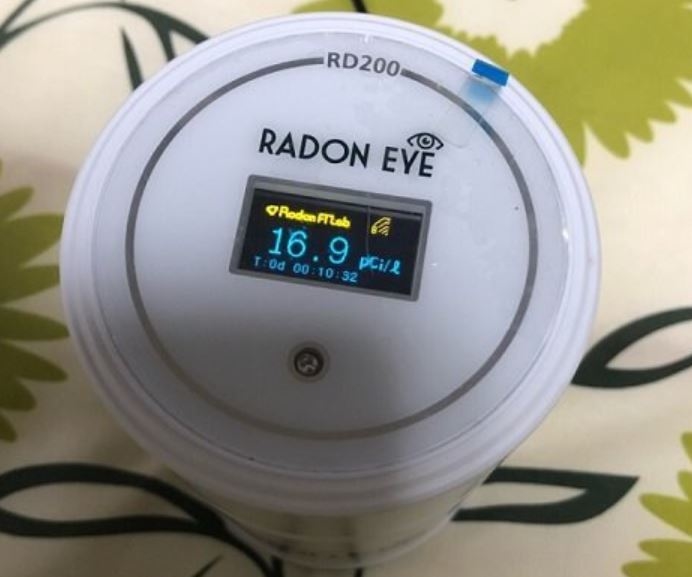 RD200
RADON EYE
Radon FTLab
16.9 pCi/ℓ
T:0d 00:10:32